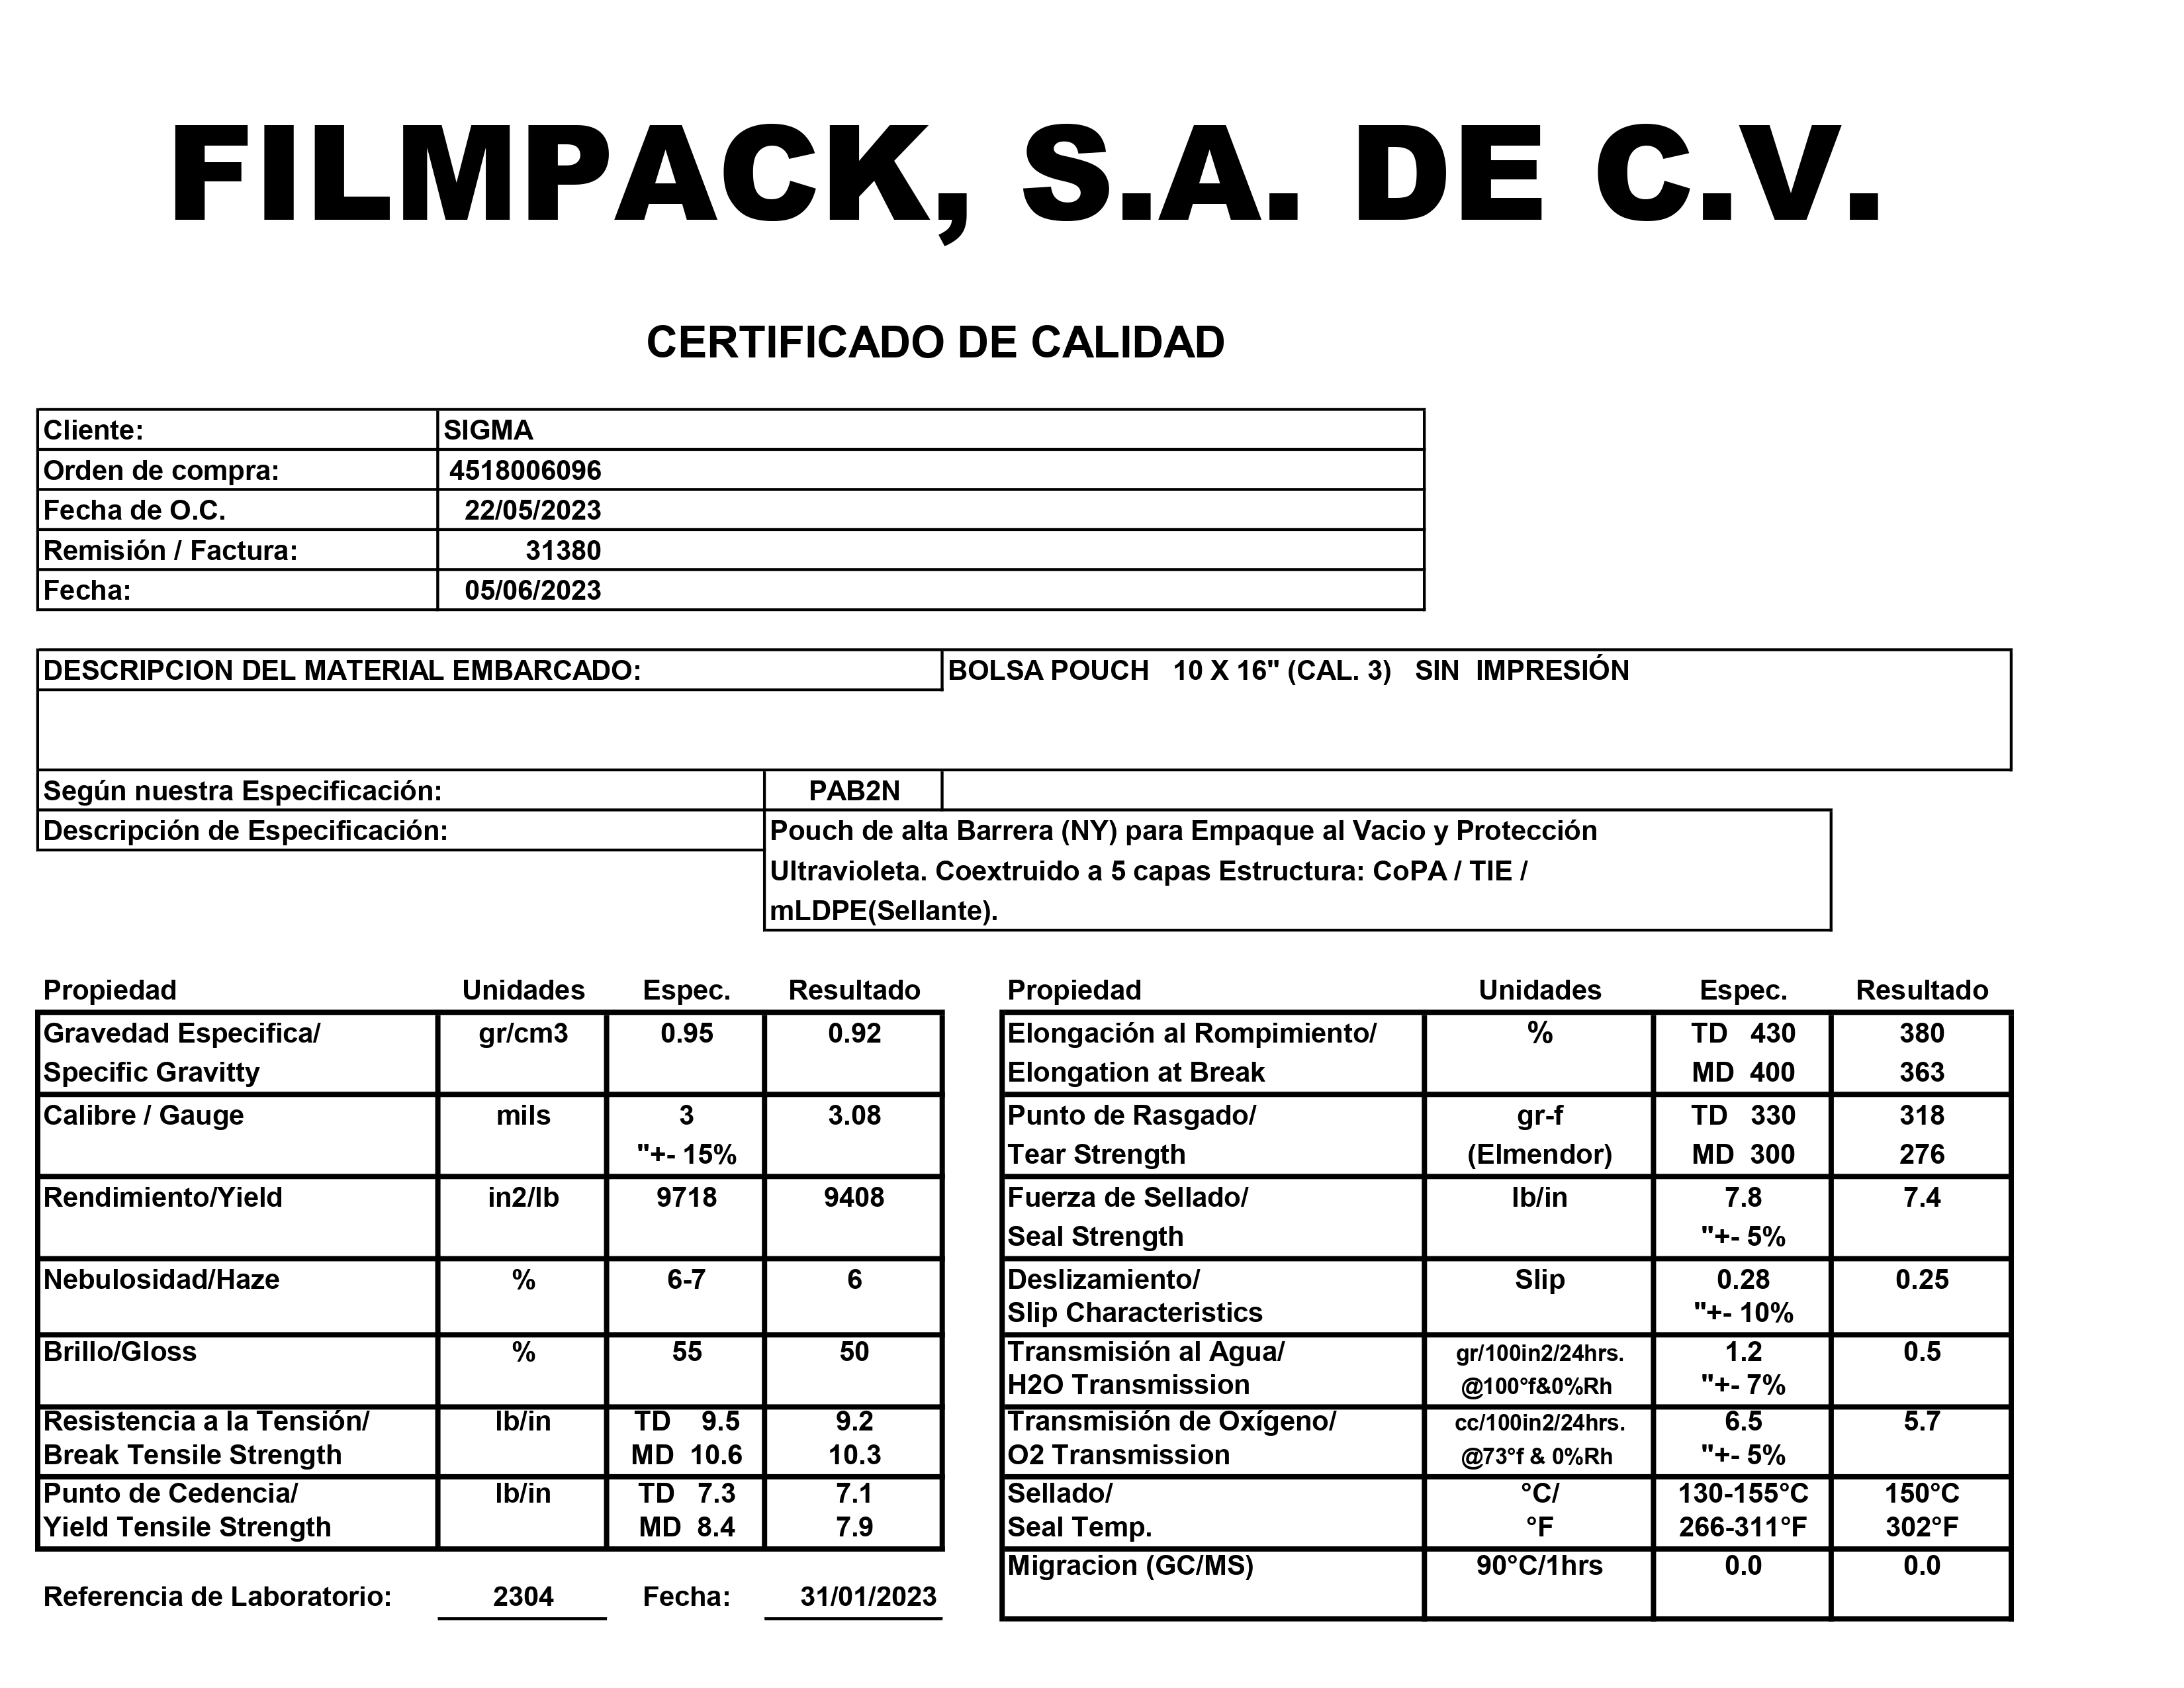 FILMPACK, S.A. DE C.V.
CERTIFICADO DE CALIDAD
Cliente: SIGMA
Orden de compra: 4518006096
Fecha de O.C. 22/05/2023
Remisión / Factura: 31380
Fecha: 05/06/2023
DESCRIPCION DEL MATERIAL EMBARCADO: BOLSA POUCH 10 X 16" (CAL. 3) SIN IMPRESIÓN
Según nuestra Especificación: PAB2N
Descripción de Especificación: Pouch de alta Barrera (NY) para Empaque al Vacio y Protección
Ultravioleta. Coextruido a 5 capas Estructura: CoPA / TIE /
mLDPE(Sellante).
Propiedad Unidades Espec. Resultado
Gravedad Especifica/ gr/cm3 0.95 0.92
Specific Gravitty
Calibre / Gauge mils 3 3.08
"+- 15%
Rendimiento/Yield in2/lb 9718 9408
Nebulosidad/Haze % 6-7 6
Brillo/Gloss % 55 50
Resistencia a la Tensión/ lb/in TD 9.5 9.2
Break Tensile Strength MD 10.6 10.3
Punto de Cedencia/ lb/in TD 7.3 7.1
Yield Tensile Strength MD 8.4 7.9
Referencia de Laboratorio: 2304 Fecha: 31/01/2023
Propiedad Unidades Espec. Resultado
Elongación al Rompimiento/ % TD 430 380
Elongation at Break MD 400 363
Punto de Rasgado/ gr-f TD 330 318
Tear Strength (Elmendor) MD 300 276
Fuerza de Sellado/ lb/in 7.8 7.4
Seal Strength "+- 5%
Deslizamiento/ Slip 0.28 0.25
Slip Characteristics "+- 10%
Transmisión al Agua/ gr/100in2/24hrs. 1.2 0.5
H2O Transmission @100°f&0%Rh "+- 7%
Transmisión de Oxígeno/ cc/100in2/24hrs. 6.5 5.7
O2 Transmission @73°f & 0%Rh "+- 5%
Sellado/ °C/ 130-155°C 150°C
Seal Temp. °F 266-311°F 302°F
Migracion (GC/MS) 90°C/1hrs 0.0 0.0